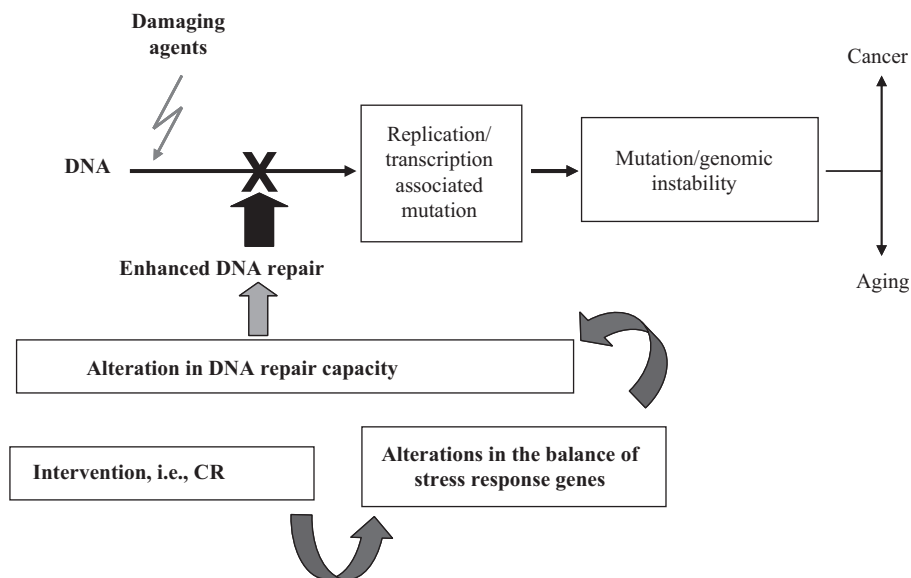 Damaging
agents
Cancer
DNA
X
Replication/
transcription
associated
mutation
Mutation/genomic
instability
Enhanced DNA repair
Aging
Alteration in DNA repair capacity
Intervention, i.e., CR
Alterations in the balance of
stress response genes